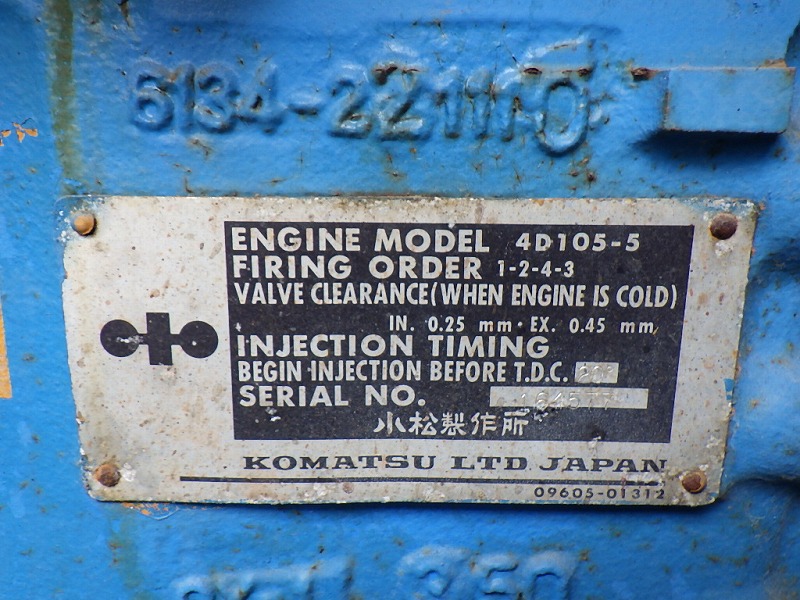 6134-221110
ENGINE MODEL 4D105-5
FIRING ORDER 1-2-4-3
VALVE CLEARANCE(WHEN ENGINE IS COLD)
IN. 0.25 mm・EX. 0.45 mm
INJECTION TIMING
BEGIN INJECTION BEFORE T.D.C.
SERIAL NO. 164577
小松製作所
KOMATSU LTD. JAPAN
09605-01312